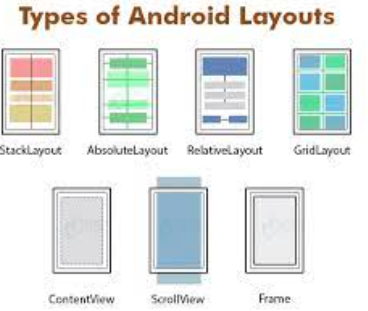 Types of Android Layouts
StackLayout AbsoluteLayout RelativeLayout GridLayout
ContentView ScrollView Frame